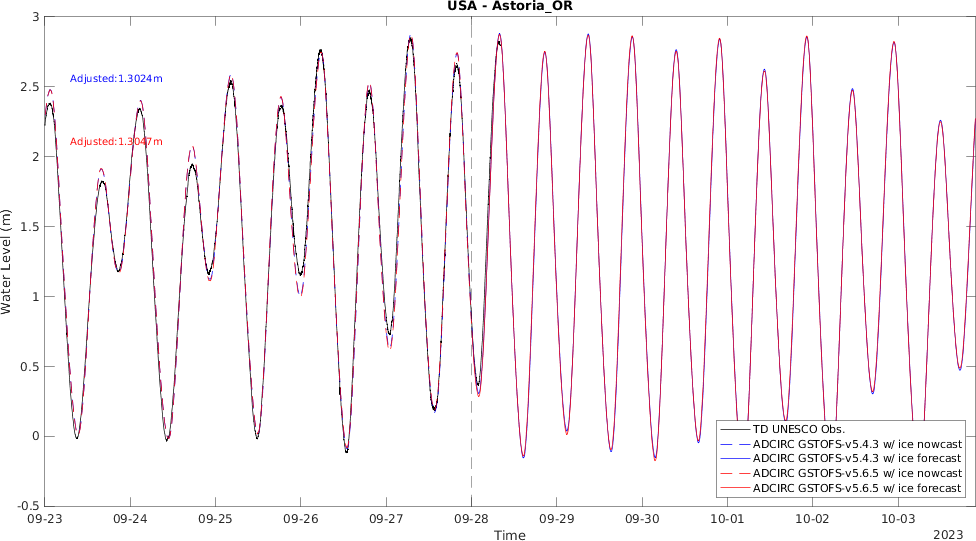 USA - Astoria_OR
3
2.5
2
1.5
1
0.5
0
-0.5
Water Level (m)
Adjusted:1.3024m
Adjusted:1.3047m
TD UNESCO Obs.
ADCIRC GSTOFS-v5.4.3 w/ ice nowcast
ADCIRC GSTOFS-v5.4.3 w/ ice forecast
ADCIRC GSTOFS-v5.6.5 w/ ice nowcast
ADCIRC GSTOFS-v5.6.5 w/ ice forecast
09-23 09-24 09-25 09-26 09-27 09-28 09-29 09-30 10-01 10-02 10-03
Time
2023